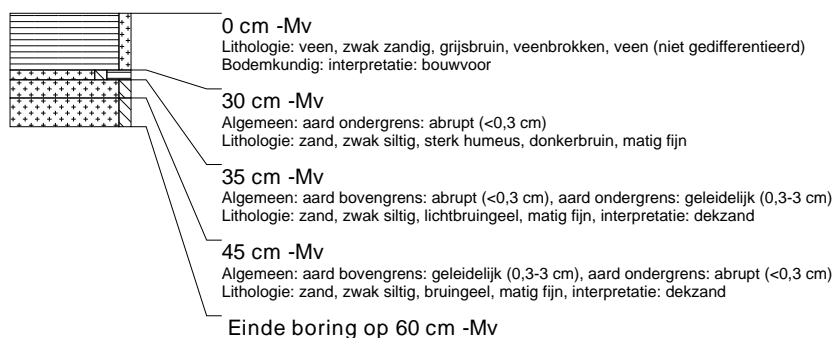 0 cm -Mv
Lithologie: veen, zwak zandig, grijsbruin, veenbrokken, veen (niet gedifferentieerd)
Bodemkundig: interpretatie: bouwvoor
30 cm -Mv
Algemeen: aard ondergrens: abrupt (<0,3 cm)
Lithologie: zand, zwak siltig, sterk humeus, donkerbruin, matig fijn
35 cm -Mv
Algemeen: aard bovengrens: abrupt (<0,3 cm), aard ondergrens: geleidelijk (0,3-3 cm)
Lithologie: zand, zwak siltig, lichtbruingeel, matig fijn, interpretatie: dekzand
45 cm -Mv
Algemeen: aard bovengrens: geleidelijk (0,3-3 cm), aard ondergrens: abrupt (<0,3 cm)
Lithologie: zand, zwak siltig, bruingeel, matig fijn, interpretatie: dekzand
Einde boring op 60 cm -Mv